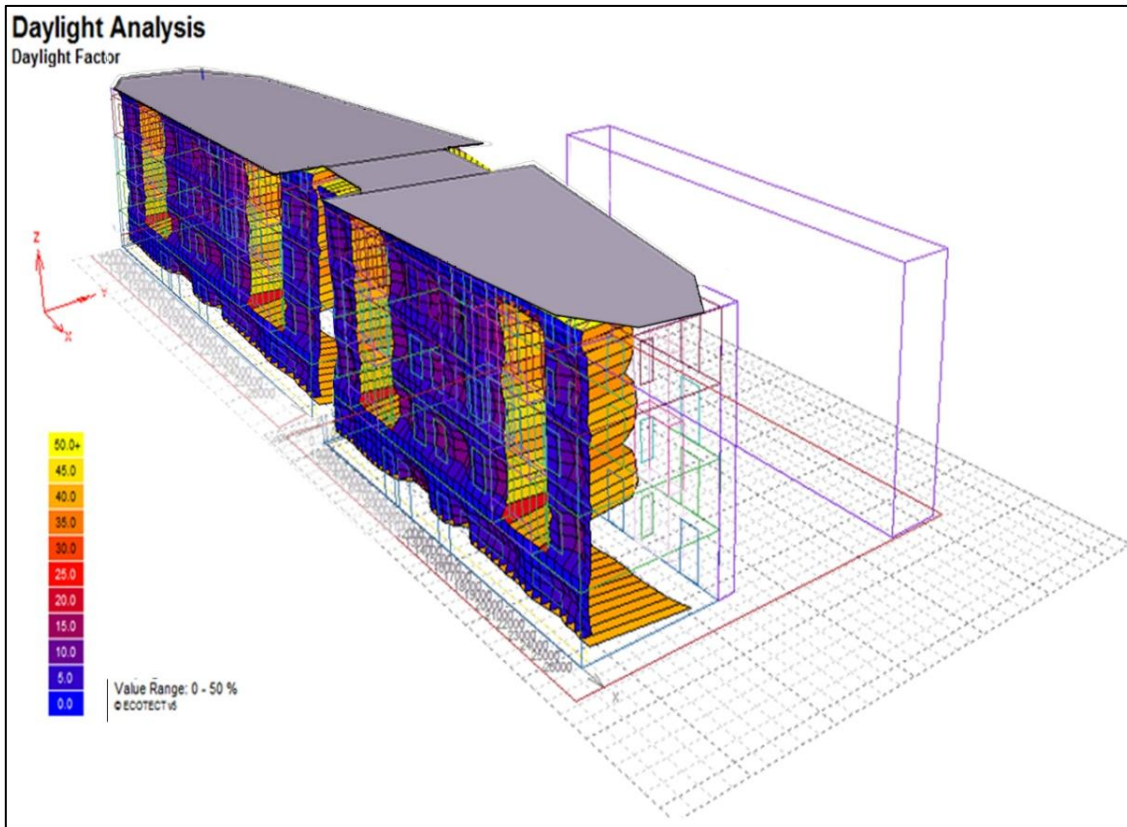 Daylight Analysis
Daylight Factor
Z
Y
X
50.0+
45.0
40.0
35.0
30.0
25.0
20.0
15.0
10.0
5.0
0.0
Value Range: 0 - 50 %
© ECOTECT v5
X